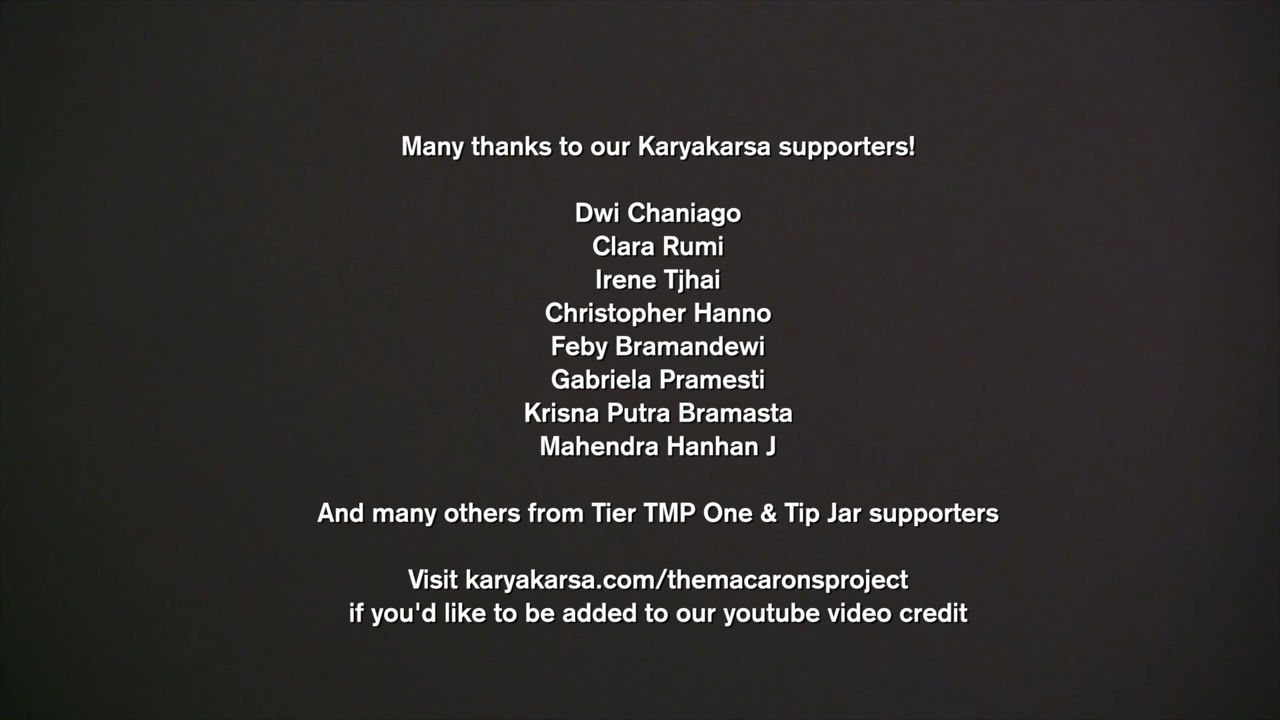 Many thanks to our Karyakarsa supporters!
Dwi Chaniago
Clara Rumi
Irene Tjhai
Christopher Hanno
Feby Bramandewi
Gabriela Pramesti
Krisna Putra Bramasta
Mahendra Hanhan J
And many others from Tier TMP One & Tip Jar supporters
Visit karyakarsa.com/themacaronsproject
if you'd like to be added to our youtube video credit